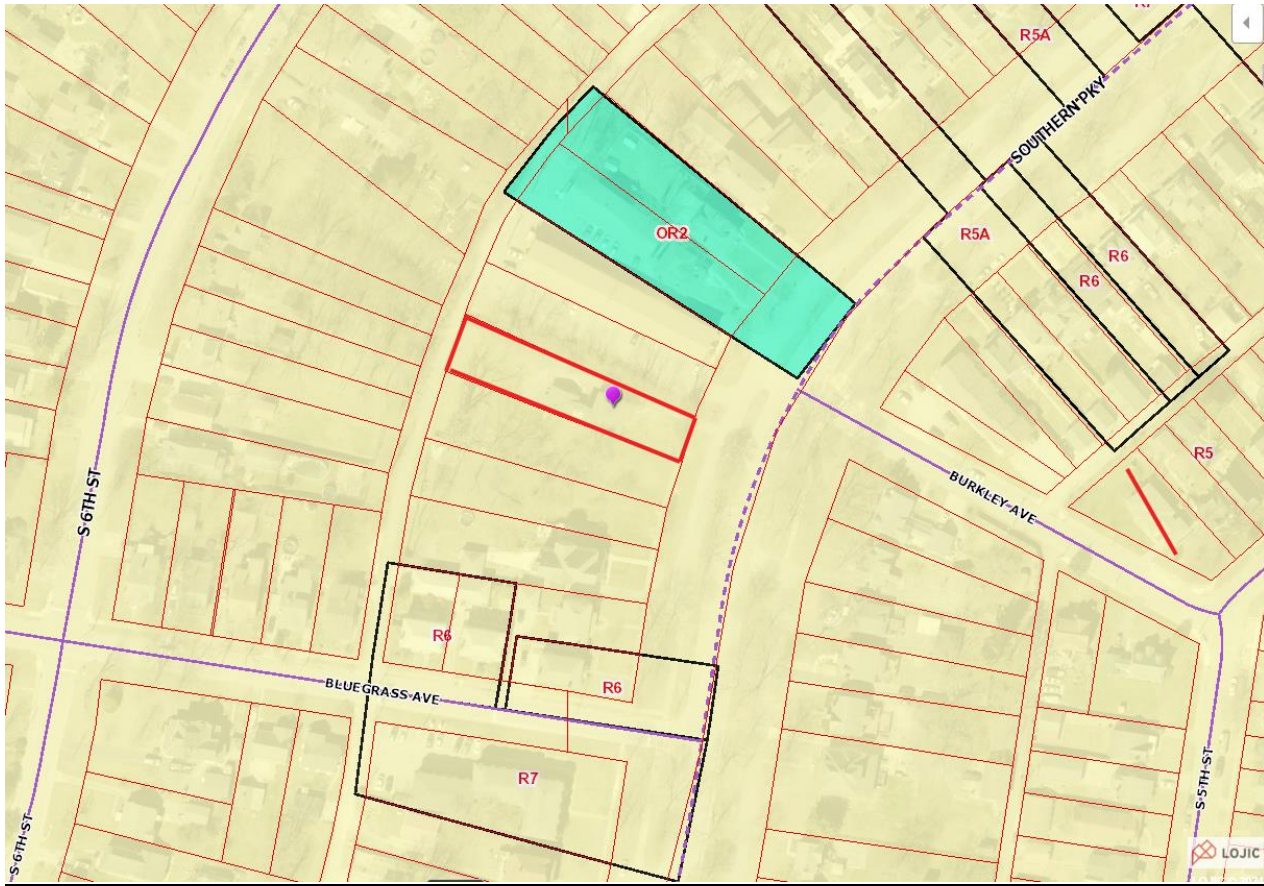 R5A
SOUTHERN PKY
OR2
R5A
R6
R6
R5
BURKLEY AVE
S 6TH ST
R6
R6
BLUEGRASS AVE
R7
S 5TH ST
S 6TH ST
LOJIC